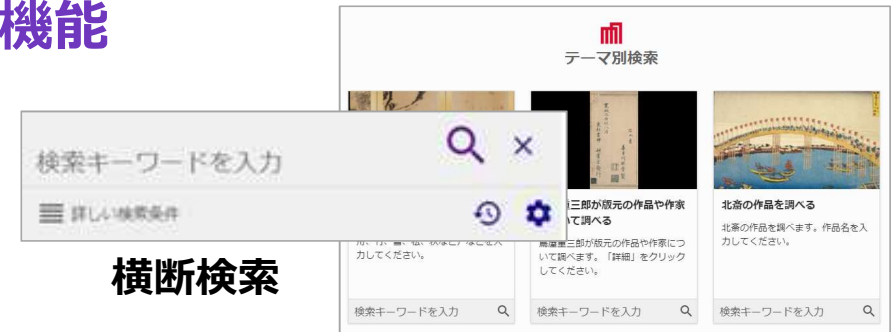 機能
テーマ別検索
検索キーワードを入力
詳しい検索条件
横断検索
力してください。
検索キーワードを入力
三郎が版元の作品や作家
いて調べる
蔦屋重三郎が版元の作品や作家につ
いて調べます。「詳細」をクリック
してください。
検索キーワードを入力
北斎の作品を調べる
北斎の作品を調べます。作品名を入
力してください。
検索キーワードを入力